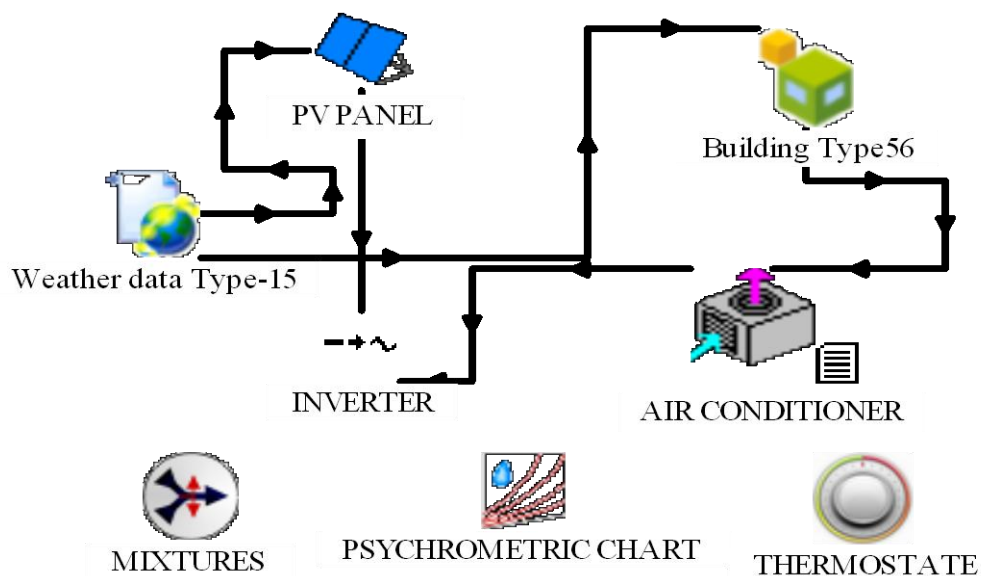 PV PANEL
Building Type56
Weather data Type-15
INVERTER
AIR CONDITIONER
MIXTURES
PSYCHROMETRIC CHART
THERMOSTATE